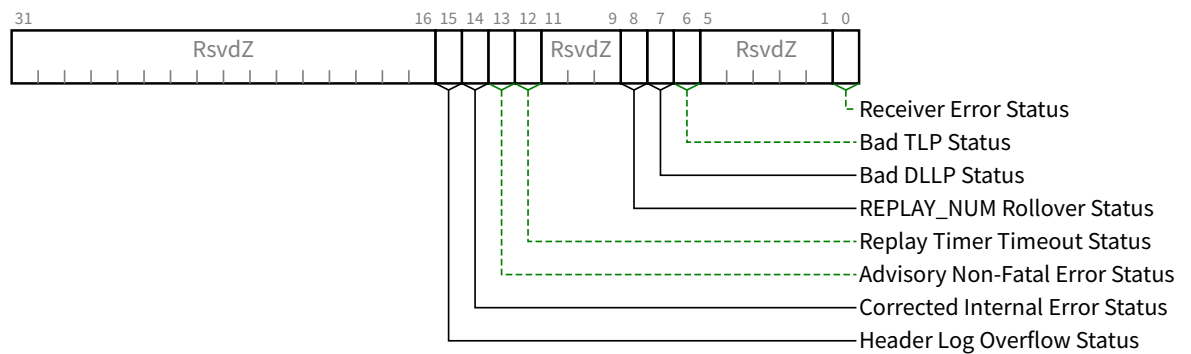 31 16 15 14 13 12 11 9 8 7 6 5 1 0
RsvdZ RsvdZ RsvdZ
Receiver Error Status
Bad TLP Status
Bad DLLP Status
REPLAY_NUM Rollover Status
Replay Timer Timeout Status
Advisory Non-Fatal Error Status
Corrected Internal Error Status
Header Log Overflow Status